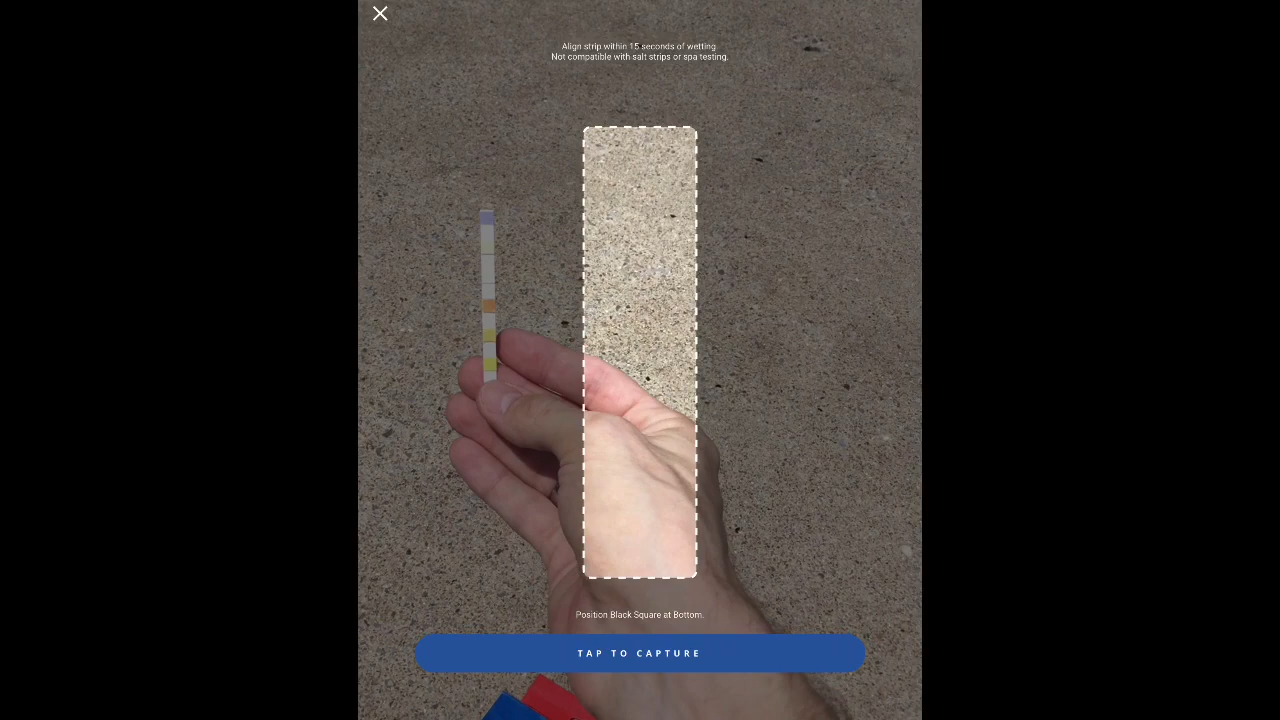 Align strip within 15 seconds of wetting
Not compatible with salt strips or spa testing.
Position Black Square at Bottom.
TAP TO CAPTURE